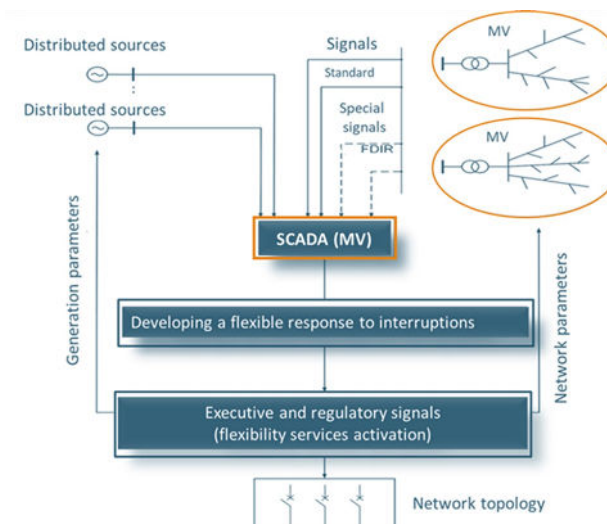 Distributed sources
Distributed sources
Signals
Standard
Special
signals
FDIR
MV
MV
SCADA (MV)
Developing a flexible response to interruptions
Executive and regulatory signals
(flexibility services activation)
Generation parameters
Network parameters
Network topology